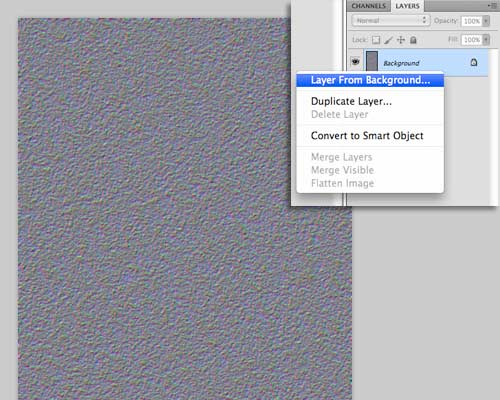 CHANNELS LAYERS
Normal Opacity: 100%
Lock: Fill: 100%
Background
Layer From Background...
Duplicate Layer...
Delete Layer
Convert to Smart Object
Merge Layers
Merge Visible
Flatten Image